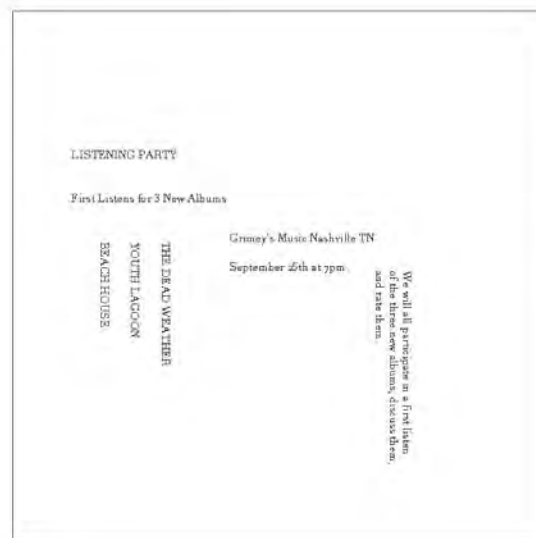 LISTENING PARTY
First Listens for 3 New Albums
THE DEAD WEATHER
YOUTH LAGOON
BEACH HOUSE
Grimey's Music Nashville TN
September 25th at 7pm
We will all participate in a first listen
of the three new albums, discuss them,
and rate them.